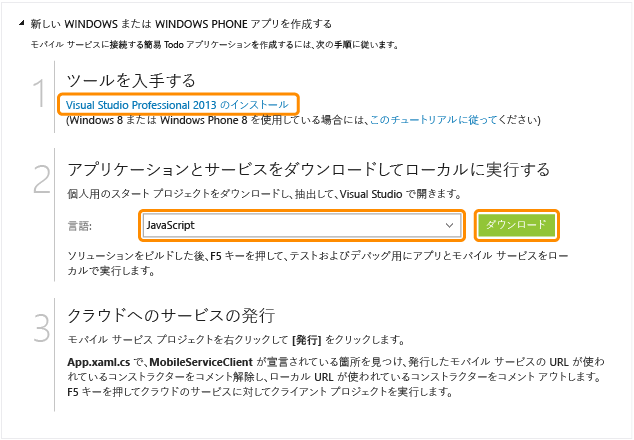 新しい WINDOWS または WINDOWS PHONE アプリを作成する
モバイル サービスに接続する簡易 Todo アプリケーションを作成するには、次の手順に従います。
1
ツールを入手する
Visual Studio Professional 2013 のインストール
(Windows 8 または Windows Phone 8 を使用している場合には、このチュートリアルに従ってください)
2
アプリケーションとサービスをダウンロードしてローカルに実行する
個人用のスタート プロジェクトをダウンロードし、抽出して、Visual Studio で開きます。
言語: JavaScript ダウンロード
ソリューションをビルドした後、F5 キーを押して、テストおよびデバッグ用にアプリとモバイル サービスをロー
カルで実行します。
3
クラウドへのサービスの発行
モバイル サービス プロジェクトを右クリックして [発行] をクリックします。
App.xaml.cs で、MobileServiceClient が宣言されている箇所を見つけ、発行したモバイル サービスの URL が使わ
れているコンストラクターをコメント解除し、ローカル URL が使われているコンストラクターをコメント アウトします。
F5 キーを押してクラウドのサービスに対してクライアント プロジェクトを実行します。